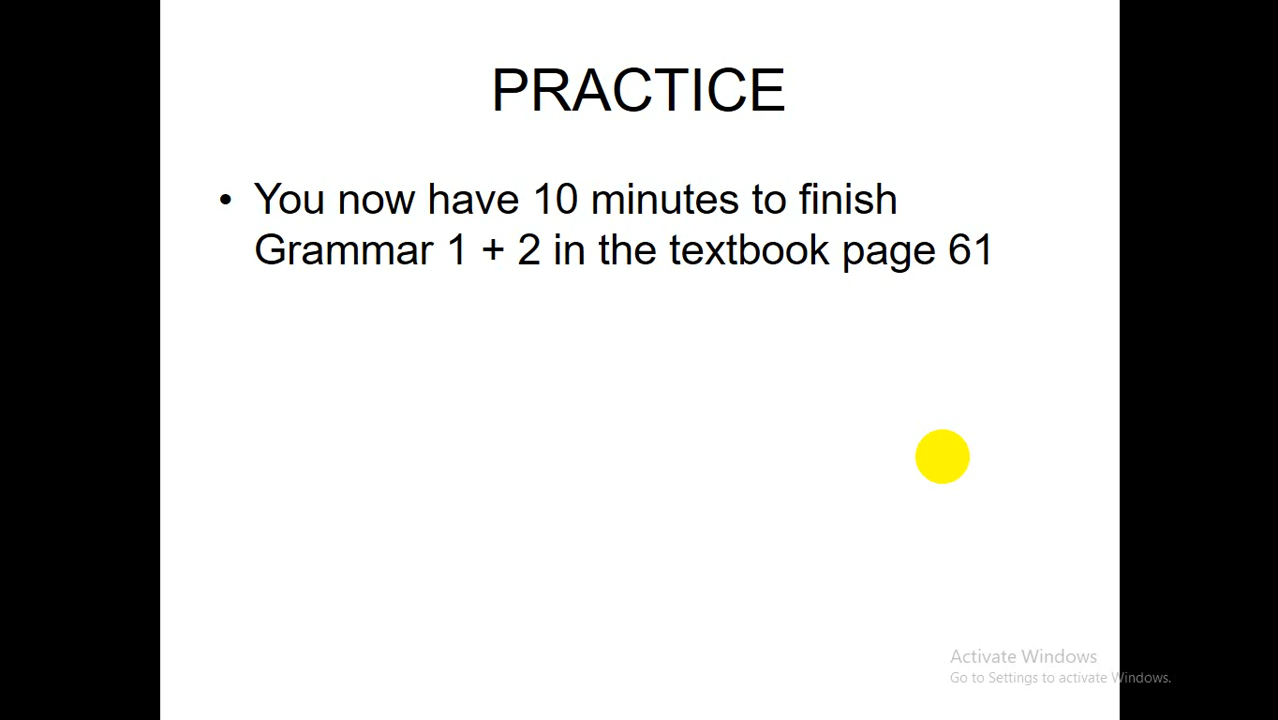 PRACTICE
• You now have 10 minutes to finish
Grammar 1 + 2 in the textbook page 61
Activate Windows
Go to Settings to activate Windows.